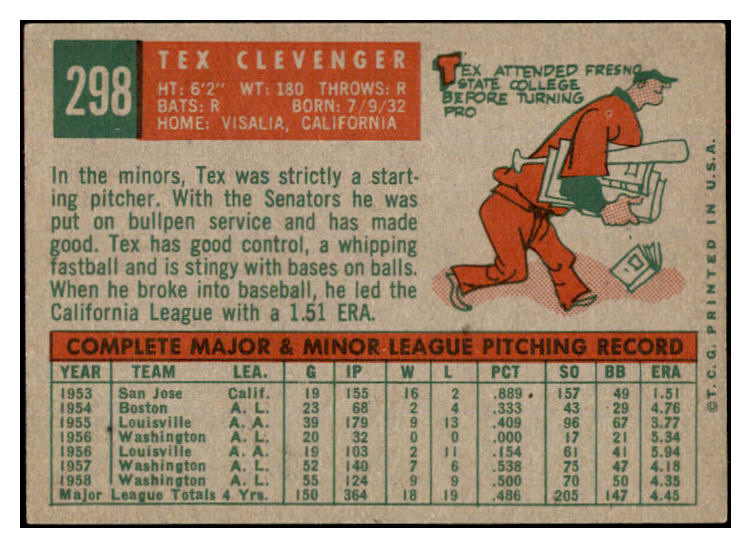 298
TEX CLEVENGER
HT: 6'2" WT: 180 THROWS: R
BATS: R BORN: 7/9/32
HOME: VISALIA, CALIFORNIA
TEX ATTENDED FRESNO
STATE COLLEGE
BEFORE TURNING
PRO
In the minors, Tex was strictly a start-
ing pitcher. With the Senators he was
put on bullpen service and has made
good. Tex has good control, a whipping
fastball and is stingy with bases on balls.
When he broke into baseball, he led the
California League with a 1.51 ERA.
COMPLETE MAJOR & MINOR LEAGUE PITCHING RECORD
YEAR TEAM LEA. G IP W L PCT SO BB ERA
1953 San Jose Calif. 19 155 16 2 .889 157 49 1.51
1954 Boston A. L. 23 68 2 4 .333 43 29 4.76
1955 Louisville A. A. 39 179 9 13 .409 96 67 3.77
1956 Washington A. L. 20 32 0 0 .000 17 21 5.34
1956 Louisville A. A. 19 103 2 11 .154 61 41 5.94
1957 Washington A. L. 52 140 7 6 .538 75 47 4.18
1958 Washington A. L. 55 124 9 9 .500 70 50 4.35
Major League Totals 4 Yrs. 150 364 18 19 .486 205 147 4.45
©T.C.G. PRINTED IN U.S.A.